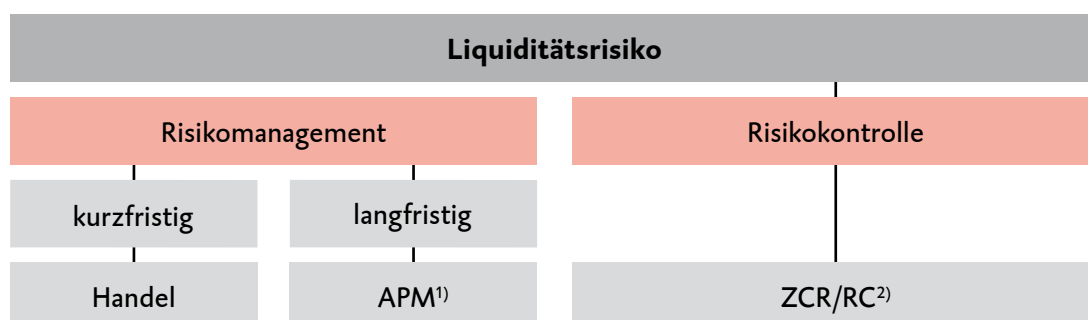 Liquiditätsrisiko
Risikomanagement
Risikokontrolle
kurzfristig
langfristig
Handel
APM¹⁾
ZCR/RC²⁾